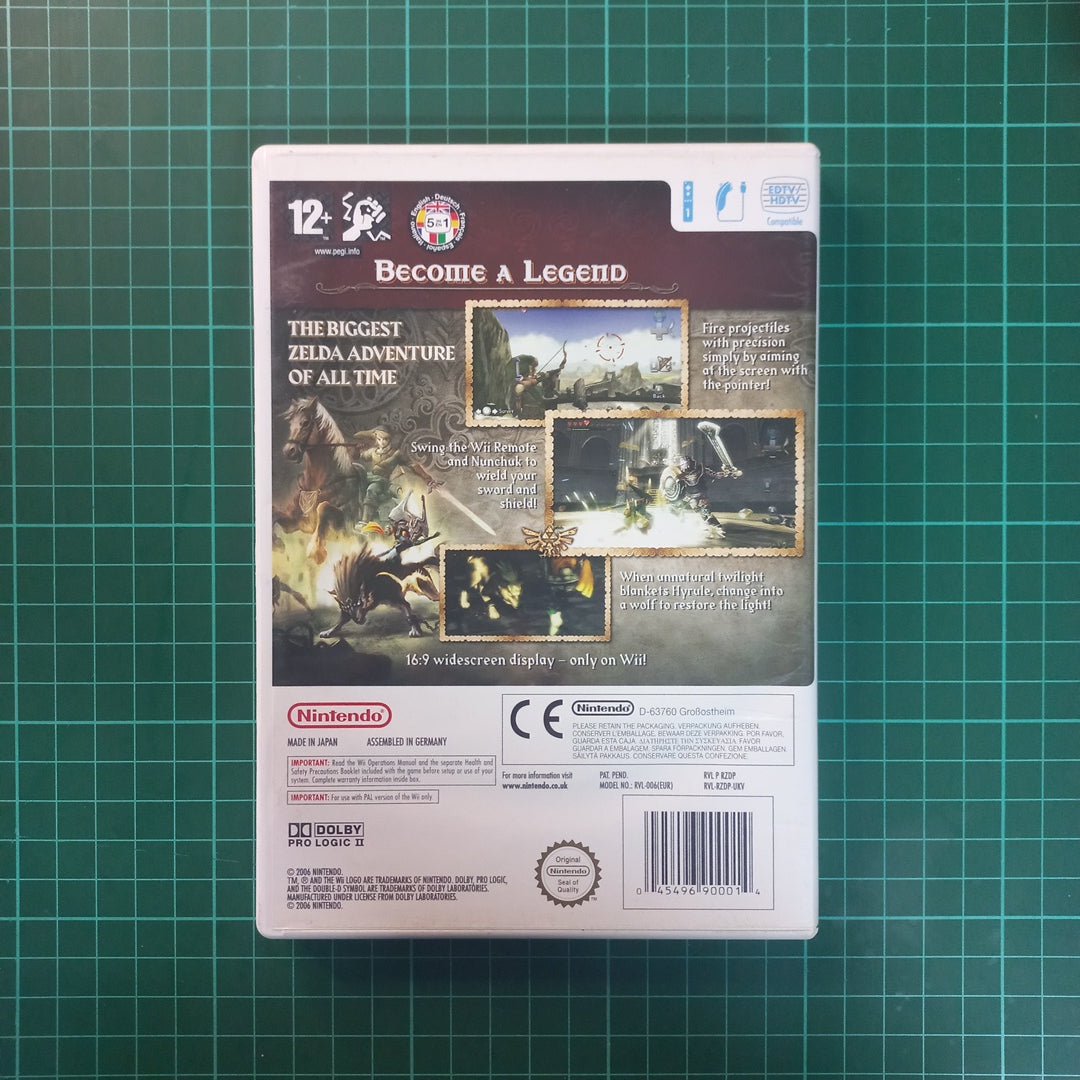 12+
www.pegi.info
English · Deutsch · Français · Español · Italiano
5 in 1
1
EDTV/
HDTV
Compatible
BECOME A LEGEND
THE BIGGEST
ZELDA ADVENTURE
OF ALL TIME
Fire projectiles
with precision
simply by aiming
at the screen with
the pointer!
Back
Swing the Wii Remote
and Nunchuk to
wield your
sword and
shield!
When unnatural twilight
blankets Hyrule, change into
a wolf to restore the light!
16:9 widescreen display – only on Wii!
Nintendo®
MADE IN JAPAN ASSEMBLED IN GERMANY
IMPORTANT: Read the Wii Operations Manual and the separate Health and
Safety Precautions Booklet included with the game before setup or use of your
system. Complete warranty information inside box.
IMPORTANT: For use with PAL version of the Wii only
CE Nintendo® D-63760 Großostheim
PLEASE RETAIN THE PACKAGING. VERPACKUNG AUFHEBEN.
CONSERVER L'EMBALLAGE. BEWAAR DEZE VERPAKKING. POR FAVOR,
GUARDA ESTA CAJA. ΔΙΑΤΗΡΗΣΤΕ ΤΗΝ ΣΥΣΚΕΥΑΣΙΑ. FAVOR
GUARDAR A EMBALAGEM. SPARA FÖRPACKNINGEN. GEM EMBALLAGEN.
SÄILYTÄ PAKKAUS. CONSERVARE QUESTA CONFEZIONE.
For more information visit
www.nintendo.co.uk
PAT. PEND.
MODEL NO.: RVL-006(EUR)
RVL P RZDP
RVL-RZDP-UKV
DOLBY
PRO LOGIC II
© 2006 NINTENDO.
TM, ® AND THE Wii LOGO ARE TRADEMARKS OF NINTENDO. DOLBY, PRO LOGIC,
AND THE DOUBLE-D SYMBOL ARE TRADEMARKS OF DOLBY LABORATORIES.
MANUFACTURED UNDER LICENSE FROM DOLBY LABORATORIES.
© 2006 NINTENDO.
Original
Nintendo®
Seal of
Quality
TM
0 45496 90001 4